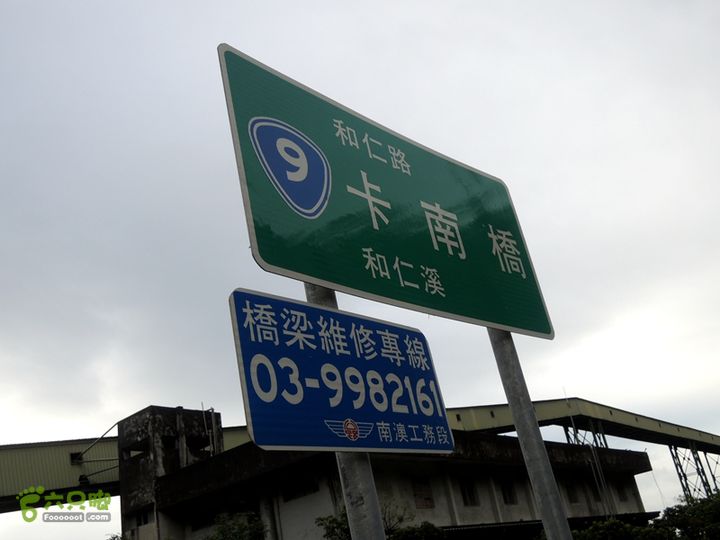 和仁路
9
卡南橋
和仁溪
橋梁維修專線
03-9982161
南澳工務段
六只脚
Foooooot